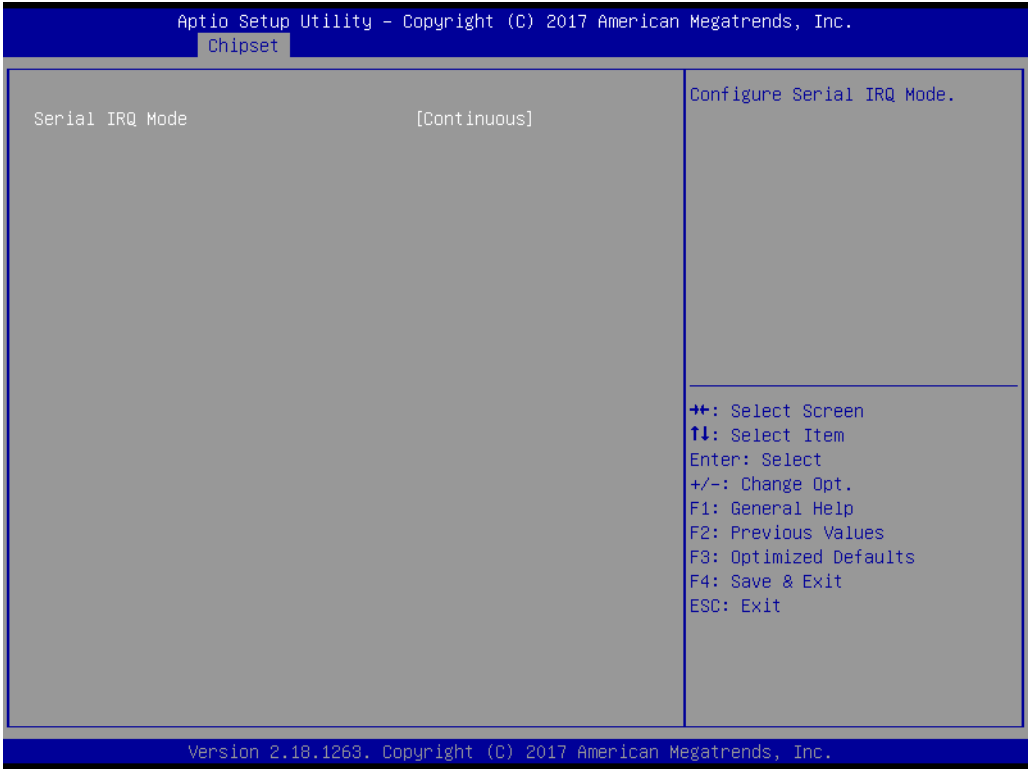 Aptio Setup Utility – Copyright (C) 2017 American Megatrends, Inc.
Chipset
Serial IRQ Mode [Continuous]
Configure Serial IRQ Mode.
→←: Select Screen
↑↓: Select Item
Enter: Select
+/-: Change Opt.
F1: General Help
F2: Previous Values
F3: Optimized Defaults
F4: Save & Exit
ESC: Exit
Version 2.18.1263. Copyright (C) 2017 American Megatrends, Inc.